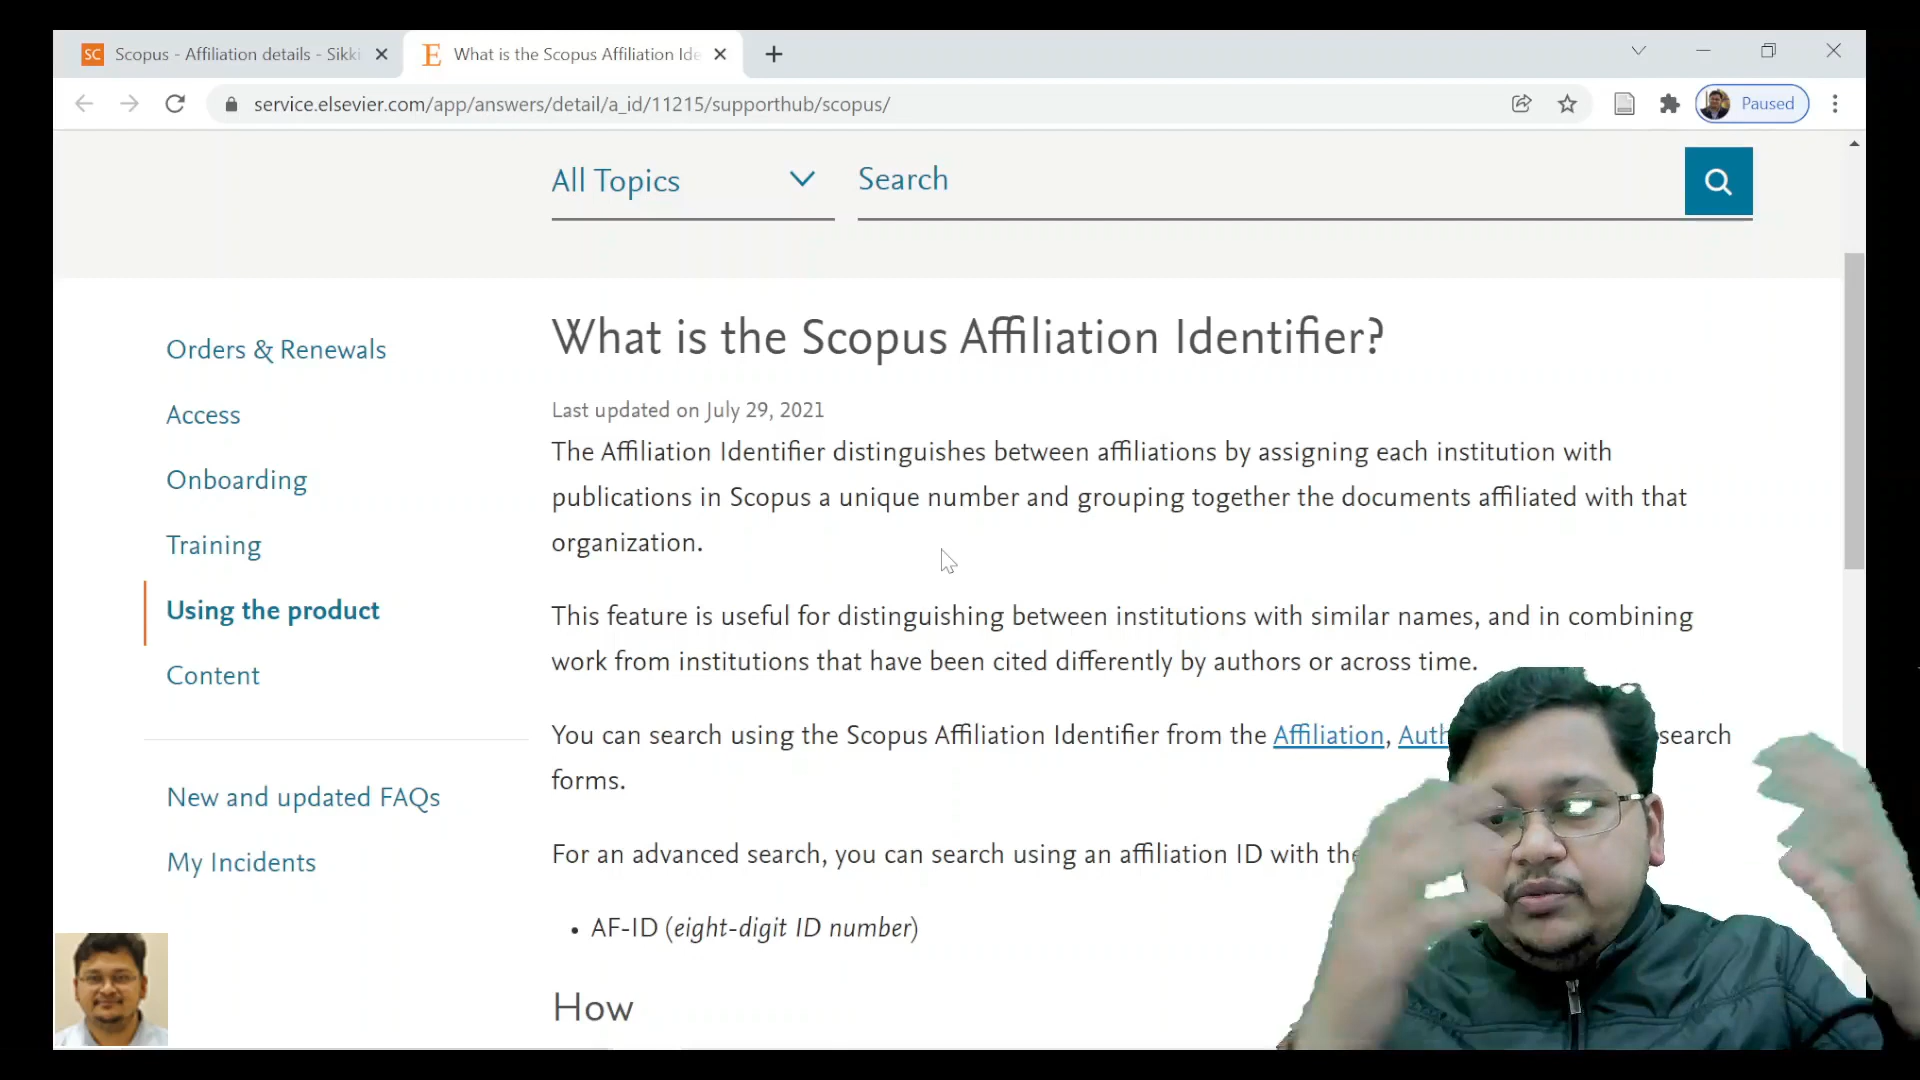 SC Scopus - Affiliation details - Sikki
E What is the Scopus Affiliation Ide
service.elsevier.com/app/answers/detail/a_id/11215/supporthub/scopus/
Paused
All Topics
Search
Orders & Renewals
Access
Onboarding
Training
Using the product
Content
New and updated FAQs
My Incidents
What is the Scopus Affiliation Identifier?
Last updated on July 29, 2021
The Affiliation Identifier distinguishes between affiliations by assigning each institution with
publications in Scopus a unique number and grouping together the documents affiliated with that
organization.
This feature is useful for distinguishing between institutions with similar names, and in combining
work from institutions that have been cited differently by authors or across time.
You can search using the Scopus Affiliation Identifier from the Affiliation, Auth search
forms.
For an advanced search, you can search using an affiliation ID with the
• AF-ID (eight-digit ID number)
How